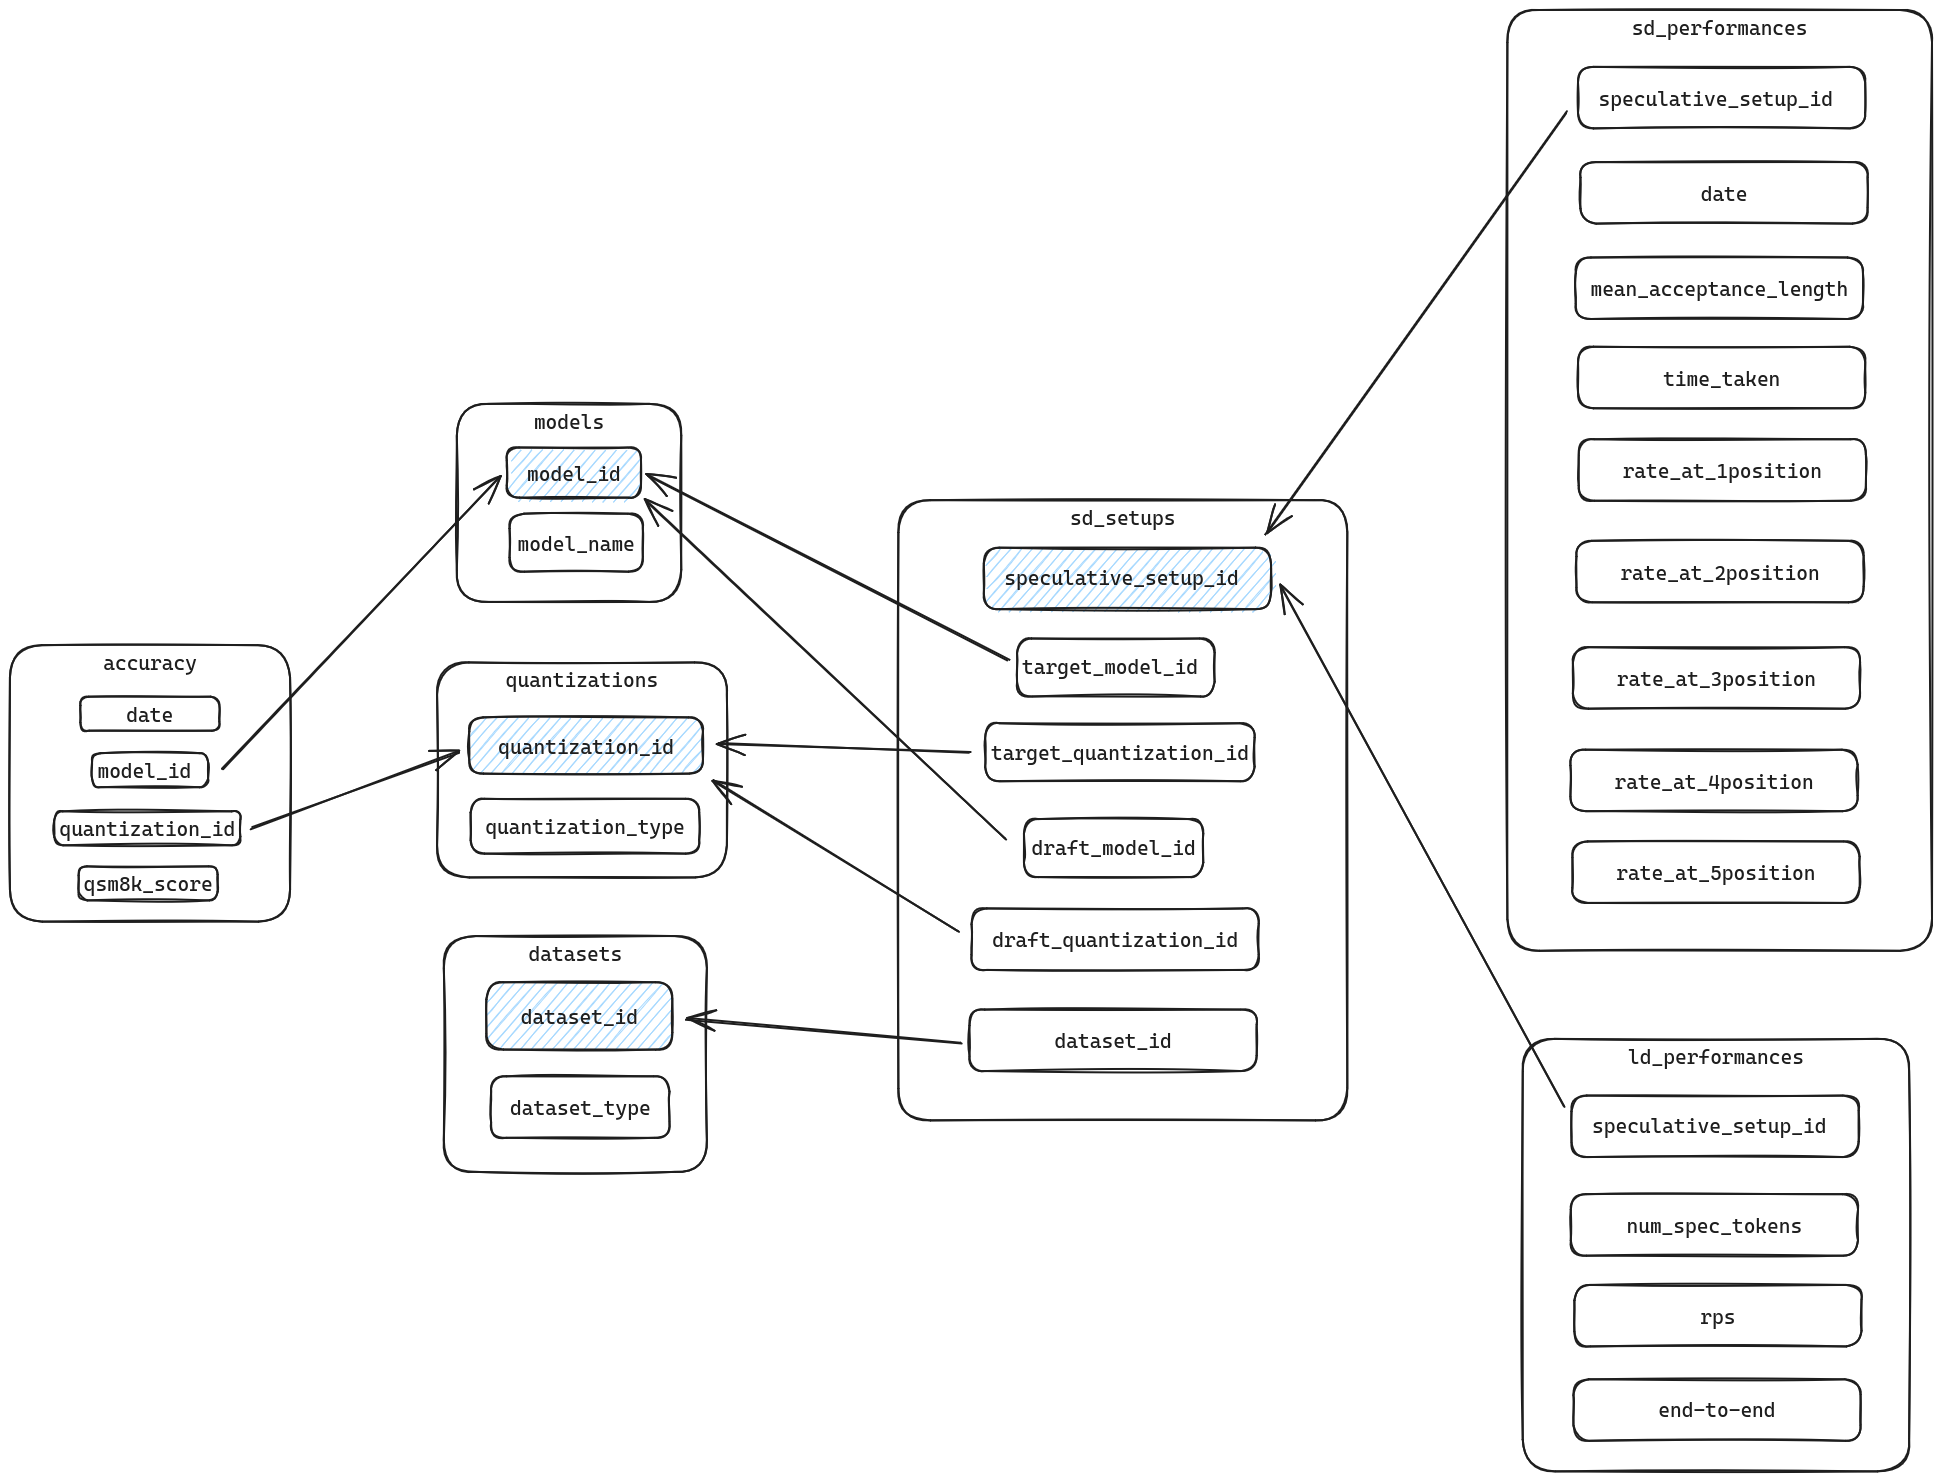 accuracy
date
model_id
quantization_id
qsm8k_score
models
model_id
model_name
quantizations
quantization_id
quantization_type
datasets
dataset_id
dataset_type
sd_setups
speculative_setup_id
target_model_id
target_quantization_id
draft_model_id
draft_quantization_id
dataset_id
sd_performances
speculative_setup_id
date
mean_acceptance_length
time_taken
rate_at_1position
rate_at_2position
rate_at_3position
rate_at_4position
rate_at_5position
ld_performances
speculative_setup_id
num_spec_tokens
rps
end-to-end